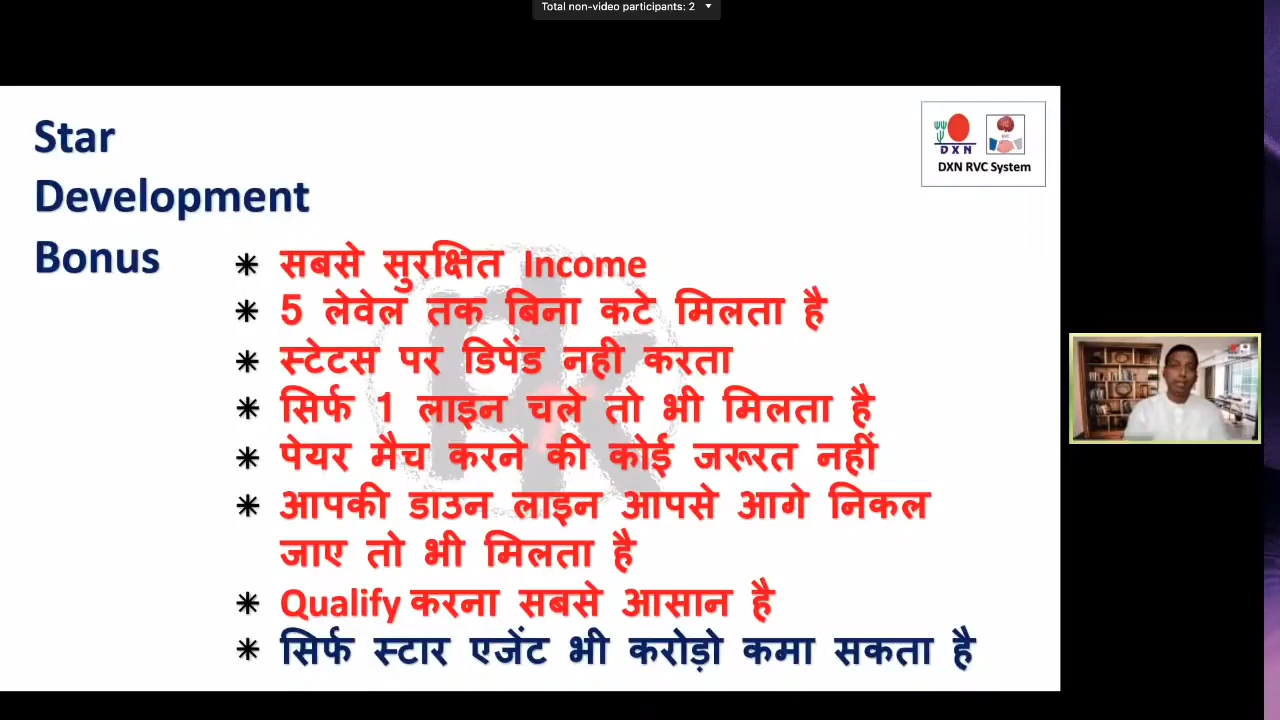 Total non-video participants: 2
Star
Development
Bonus
DXN
DXN RVC System
सबसे सुरक्षित Income
5 लेवेल तक बिना कटे मिलता है
स्टेटस पर डिपेंड नही करता
सिर्फ 1 लाइन चले तो भी मिलता है
पेयर मैच करने की कोई जरूरत नहीं
आपकी डाउन लाइन आपसे आगे निकल
जाए तो भी मिलता है
Qualify करना सबसे आसान है
सिर्फ स्टार एजेंट भी करोड़ो कमा सकता है